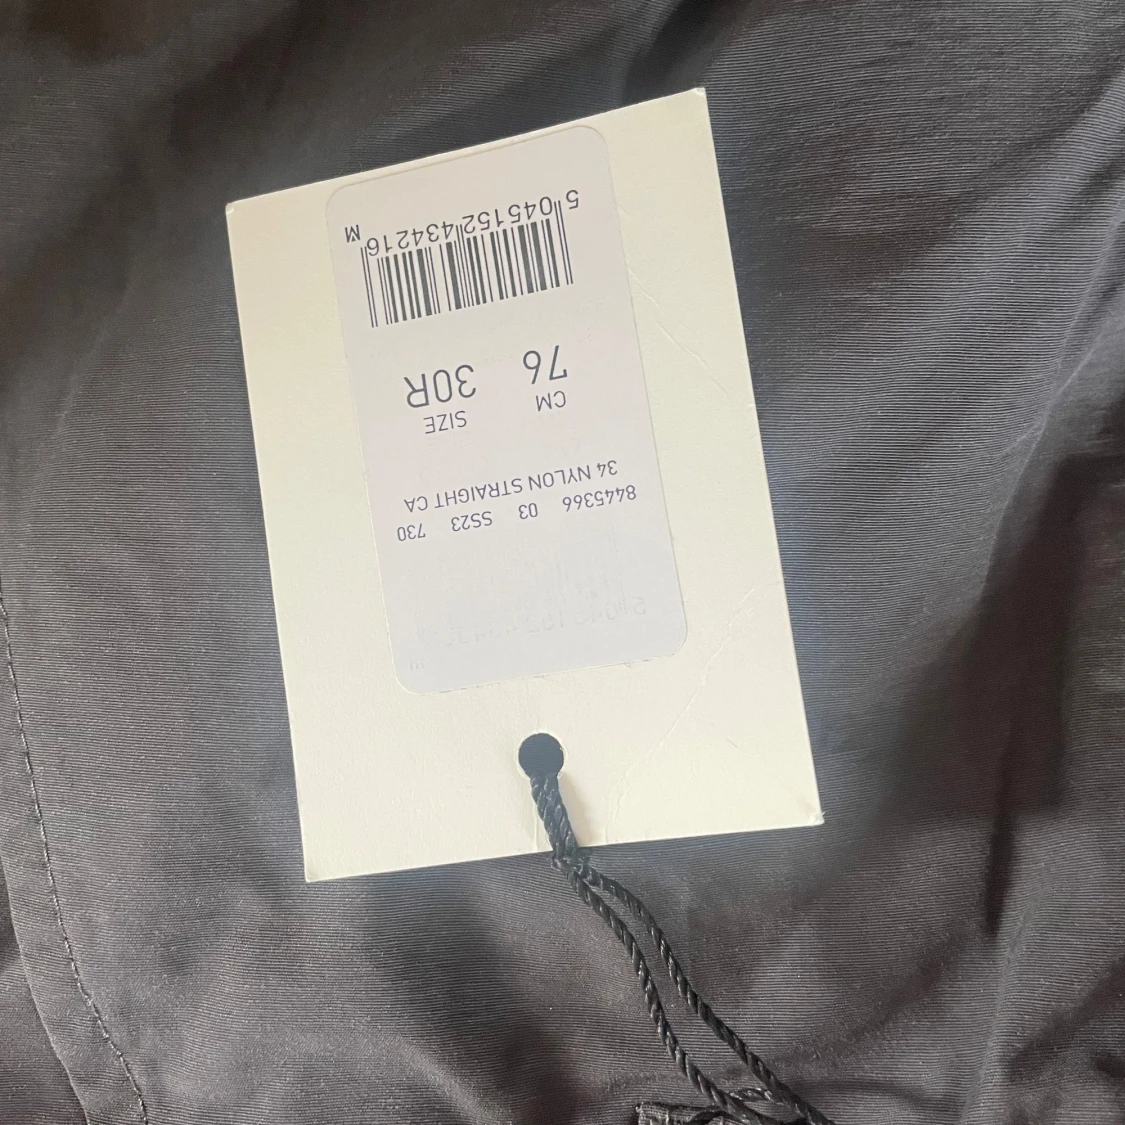 8445366 03 SS23 730
34 NYLON STRAIGHT CA
CM SIZE
76 30R
5 045152 434216 M